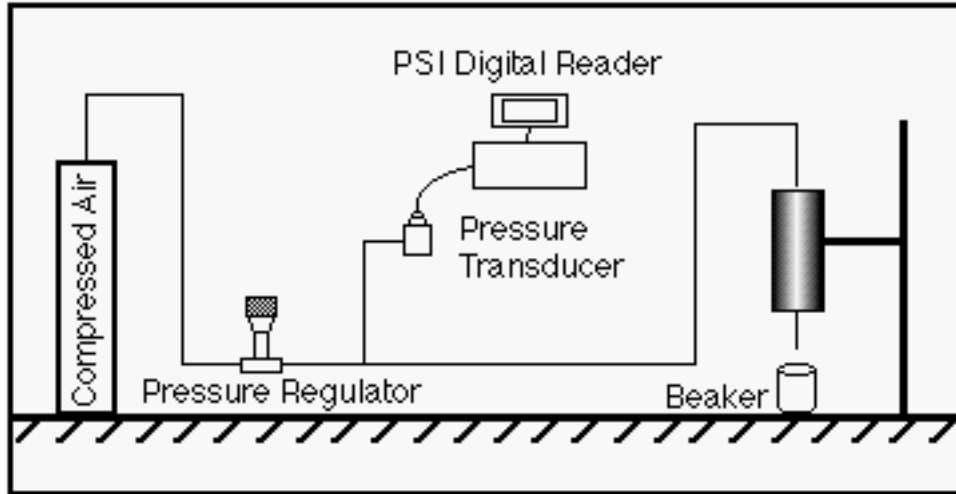 PSI Digital Reader
Compressed Air
Pressure
Transducer
Pressure Regulator
Beaker